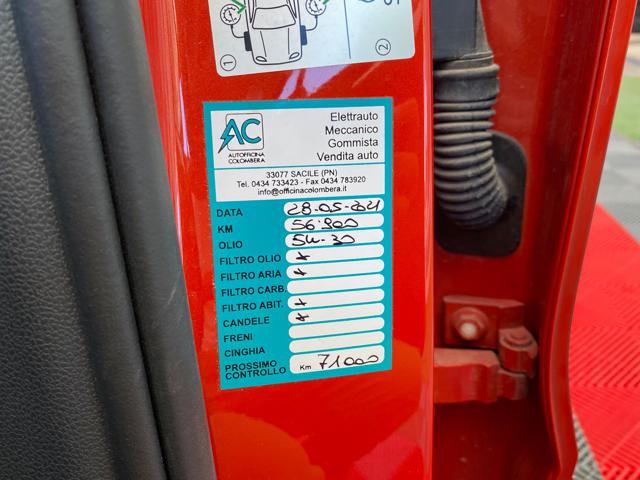 1
2
AC
AUTOFFICINA
COLOMBERA
Elettrauto
Meccanico
Gommista
Vendita auto
33077 SACILE (PN)
Tel. 0434 733423 - Fax 0434 783920
info@officinacolombera.it
DATA 28-05-2021
KM 56.900
OLIO 5W-30
FILTRO OLIO x
FILTRO ARIA x
FILTRO CARB.
FILTRO ABIT. x
CANDELE x
FRENI
CINGHIA
PROSSIMO
CONTROLLO Km 71000